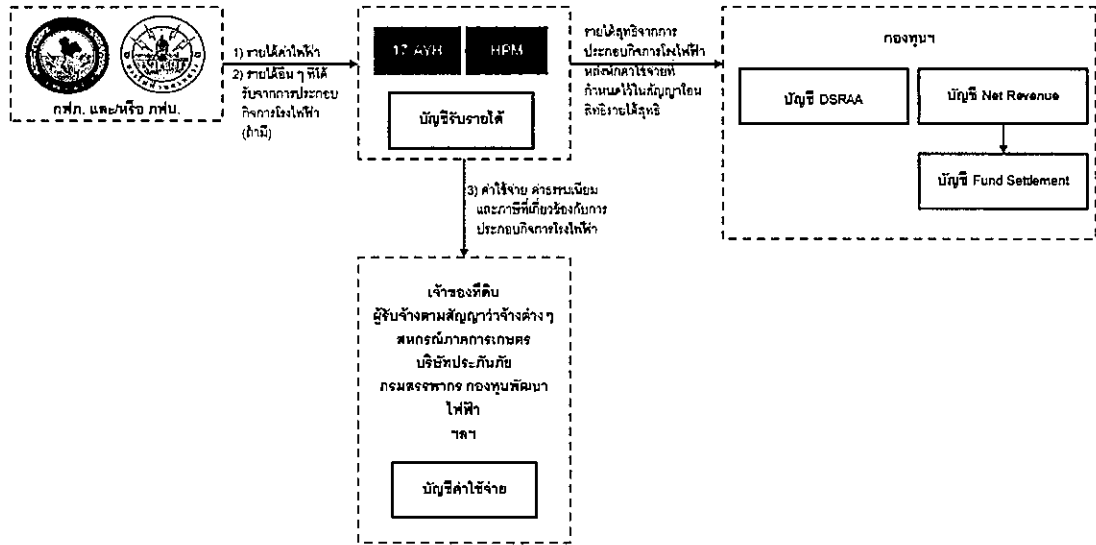 กฟภ. และ/หรือ กฟน.
1) รายได้ค่าไฟฟ้า
2) รายได้อื่น ๆ ที่ได้
รับจากการประกอบ
กิจการโรงไฟฟ้า
(ถ้ามี)
17 AYH
HPM
บัญชีรับรายได้
รายได้สุทธิจากการ
ประกอบกิจการโรงไฟฟ้า
หลังหักค่าใช้จ่ายที่
กำหนดไว้ในสัญญาโอน
สิทธิรายได้สุทธิ
กองทุนฯ
บัญชี DSRAA
บัญชี Net Revenue
บัญชี Fund Settlement
3) ค่าใช้จ่าย ค่าธรรมเนียม
และภาษีที่เกี่ยวข้องกับการ
ประกอบกิจการโรงไฟฟ้า
เจ้าของที่ดิน
ผู้รับจ้างตามสัญญาว่าจ้างต่าง ๆ
สหกรณ์ภาคการเกษตร
บริษัทประกันภัย
กรมสรรพากร กองทุนพัฒนา
ไฟฟ้า
ฯลฯ
บัญชีค่าใช้จ่าย